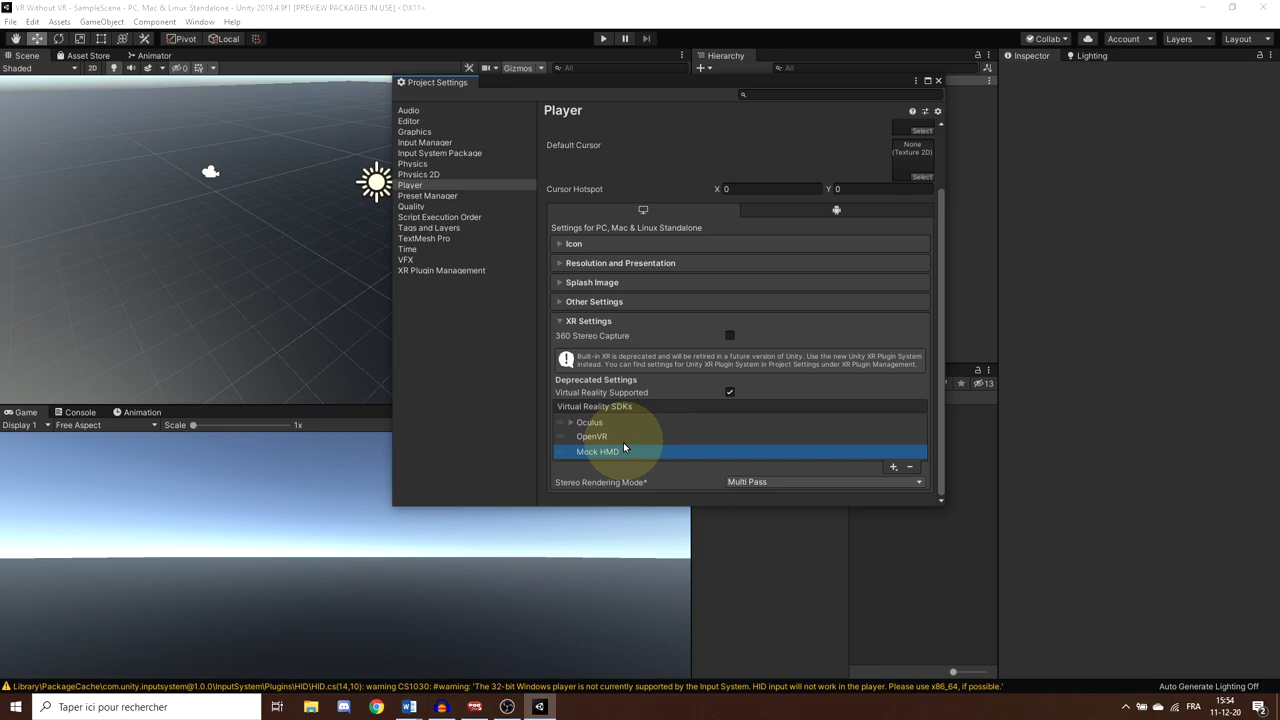 VR Without VR - SampleScene - PC, Mac & Linux Standalone - Unity 2019.4.9f1 [PREVIEW PACKAGES IN USE] <DX11>
File Edit Assets GameObject Component Window Help
Pivot Local Collab Account Layers Layout
Scene Asset Store Animator Hierarchy Inspector Lighting
Shaded 2D 0 Gizmos All All
Project Settings
Audio
Editor
Graphics
Input Manager
Input System Package
Physics
Physics 2D
Player
Preset Manager
Quality
Script Execution Order
Tags and Layers
TextMesh Pro
Time
VFX
XR Plugin Management
Player
Select
Default Cursor
None
(Texture 2D)
Select
Cursor Hotspot X 0 Y 0
Settings for PC, Mac & Linux Standalone
Icon
Resolution and Presentation
Splash Image
Other Settings
XR Settings
360 Stereo Capture
Built-in XR is deprecated and will be retired in a future version of Unity. Use the new Unity XR Plugin System
instead. You can find settings for Unity XR Plugin System in Project Settings under XR Plugin Management.
Deprecated Settings
Virtual Reality Supported
Virtual Reality SDKs
Oculus
OpenVR
Mock HMD
Stereo Rendering Mode* Multi Pass
13
Game Console Animation
Display 1 Free Aspect Scale 1x
Library\PackageCache\com.unity.inputsystem@1.0.0\InputSystem\Plugins\HID\HID.cs(14,10): warning CS1030: #warning: 'The 32-bit Windows player is not currently supported by the Input System. HID input will not work in the player. Please use x86_64, if possible.'
Auto Generate Lighting Off
Taper ici pour rechercher
FRA
15:54
11-12-20
2